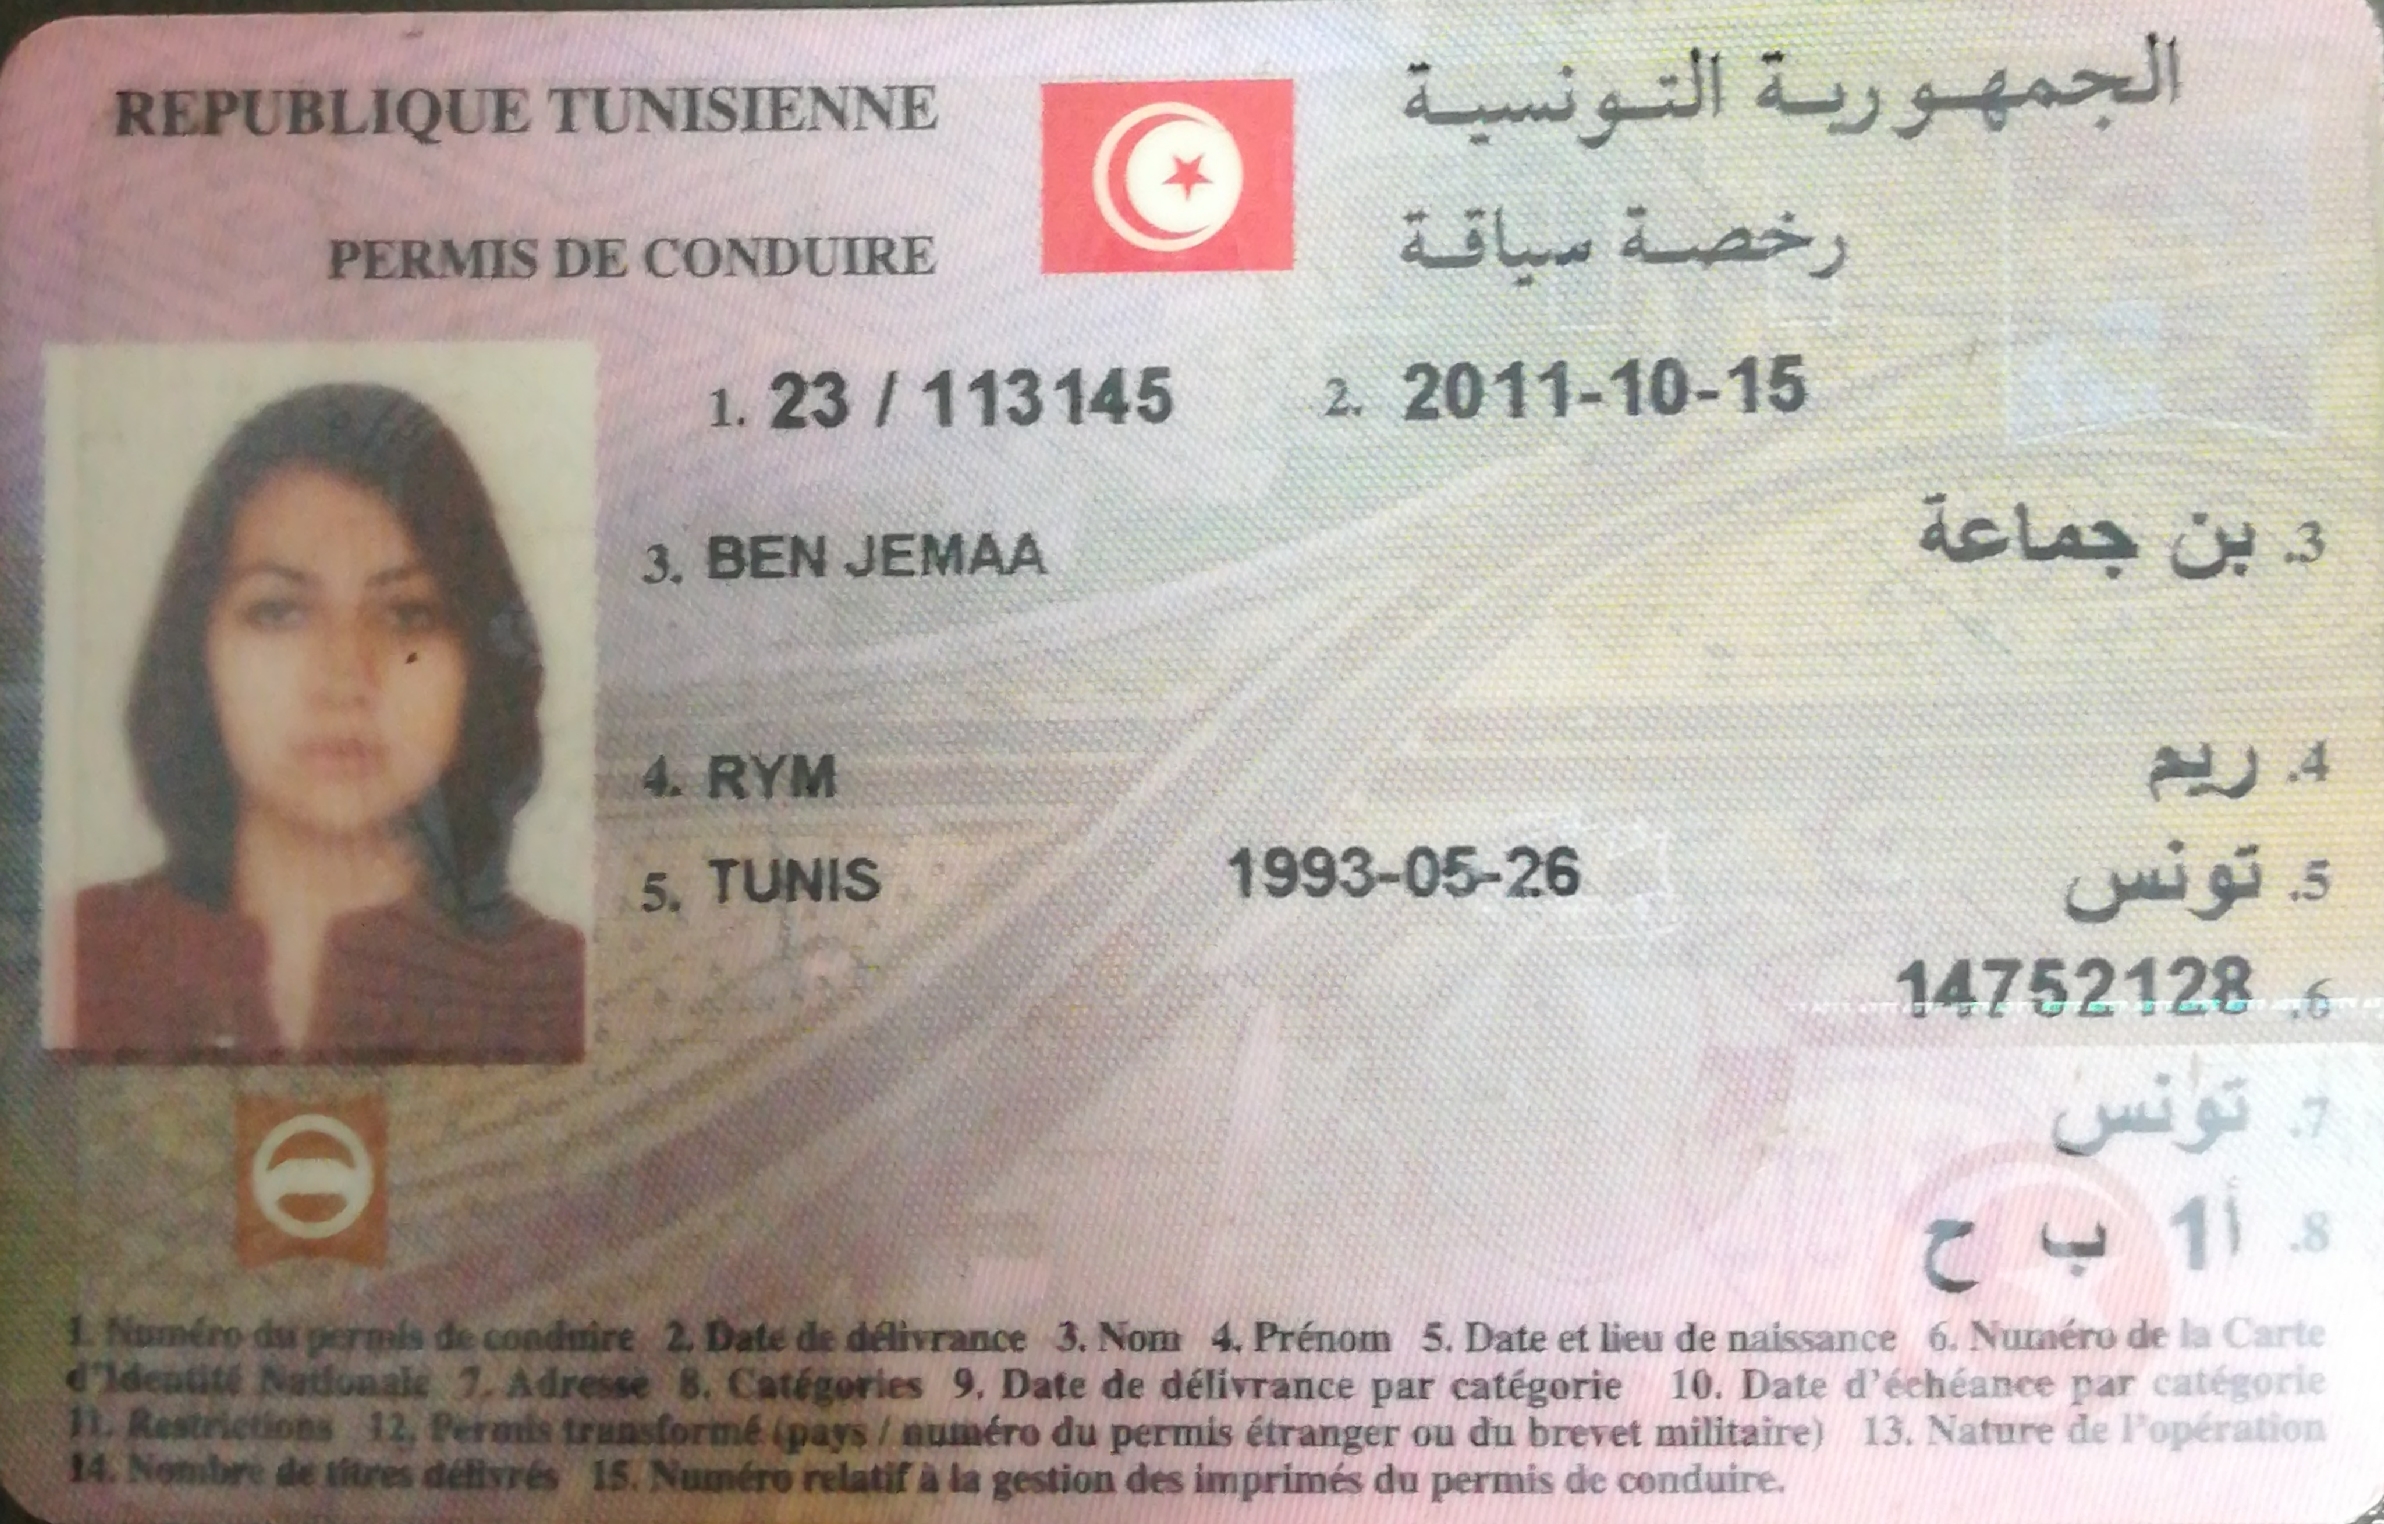 REPUBLIQUE TUNISIENNE
الجمهورية التونسية
PERMIS DE CONDUIRE
رخصة سياقة
1. 23 / 113145
2. 2011-10-15
3. BEN JEMAA
3. بن جماعة
4. RYM
4. ريم
5. TUNIS 1993-05-26
5. تونس
6. 14752128
7. تونس
8. أ1 ب ح
1. Numéro du permis de conduire 2. Date de délivrance 3. Nom 4. Prénom 5. Date et lieu de naissance 6. Numéro de la Carte
d'Identité Nationale 7. Adresse 8. Catégories 9. Date de délivrance par catégorie 10. Date d'échéance par catégorie
11. Restrictions 12. Permis transformé (pays / numéro du permis étranger ou du brevet militaire) 13. Nature de l'opération
14. Nombre de titres délivrés 15. Numéro relatif à la gestion des imprimés du permis de conduire.